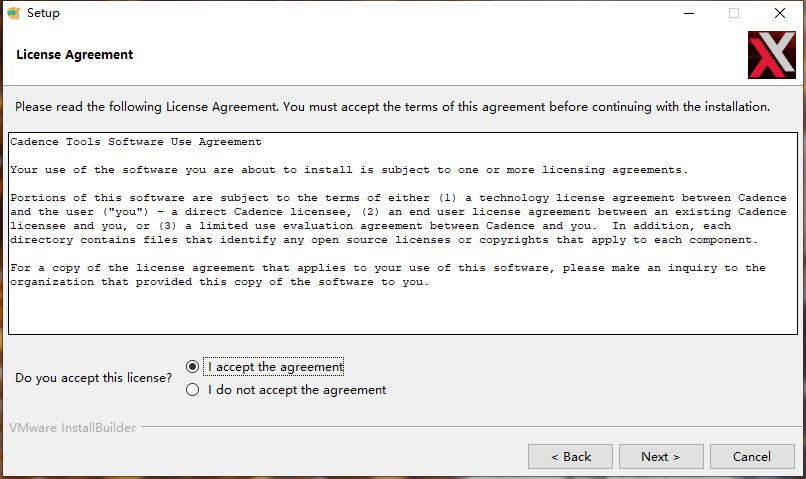 Setup
License Agreement
Please read the following License Agreement. You must accept the terms of this agreement before continuing with the installation.
Cadence Tools Software Use Agreement
Your use of the software you are about to install is subject to one or more licensing agreements.
Portions of this software are subject to the terms of either (1) a technology license agreement between Cadence
and the user ("you") - a direct Cadence licensee, (2) an end user license agreement between an existing Cadence
licensee and you, or (3) a limited use evaluation agreement between Cadence and you.  In addition, each
directory contains files that identify any open source licenses or copyrights that apply to each component.
For a copy of the license agreement that applies to your use of this software, please make an inquiry to the
organization that provided this copy of the software to you.
I accept the agreement
Do you accept this license?
I do not accept the agreement
VMware InstallBuilder
< Back
Next >
Cancel